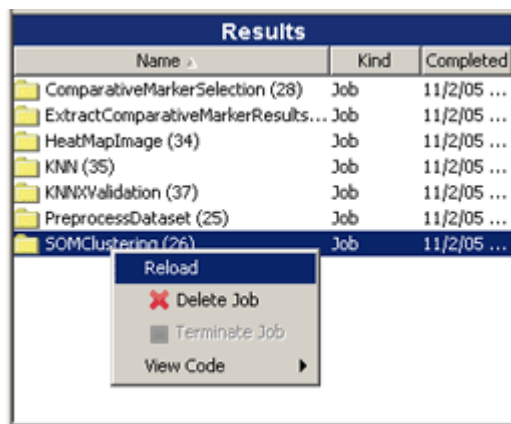 Results
Name Kind Completed
ComparativeMarkerSelection (28) Job 11/2/05 ...
ExtractComparativeMarkerResults... Job 11/2/05 ...
HeatMapImage (34) Job 11/2/05 ...
KNN (35) Job 11/2/05 ...
KNNXValidation (37) Job 11/2/05 ...
PreprocessDataset (25) Job 11/2/05 ...
SOMClustering (26) Job 11/2/05 ...
Reload
Delete Job
Terminate Job
View Code